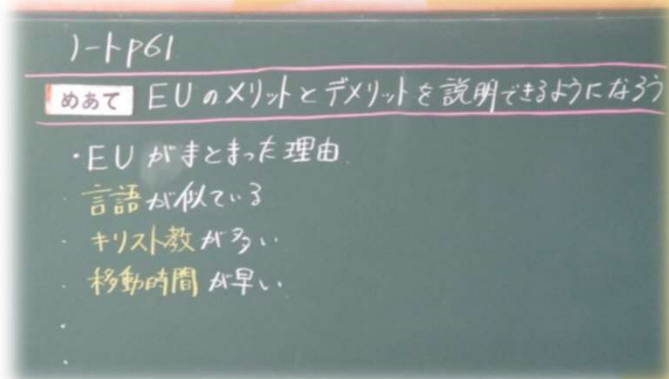 ノートp61
めあて EUのメリットとデメリットを説明できるようになろう
・EUがまとまった理由
・言語が似ている
・キリスト教が多い
・移動時間が早い
・
・